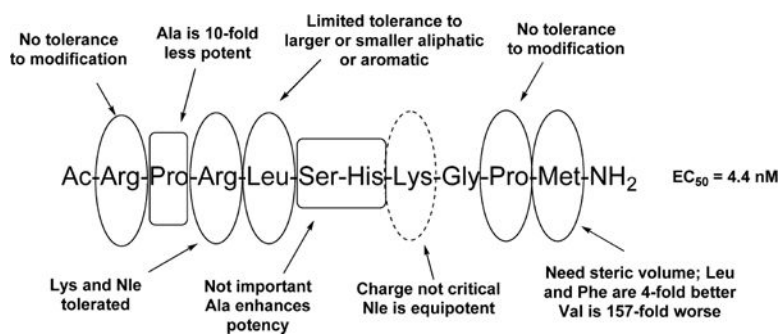 No tolerance
to modification
Ala is 10-fold
less potent
Limited tolerance to
larger or smaller aliphatic
or aromatic
No tolerance
to modification
Ac-Arg-Pro-Arg-Leu-Ser-His-Lys-Gly-Pro-Met-NH2
EC50 = 4.4 nM
Lys and Nle
tolerated
Not important
Ala enhances
potency
Charge not critical
Nle is equipotent
Need steric volume; Leu
and Phe are 4-fold better
Val is 157-fold worse